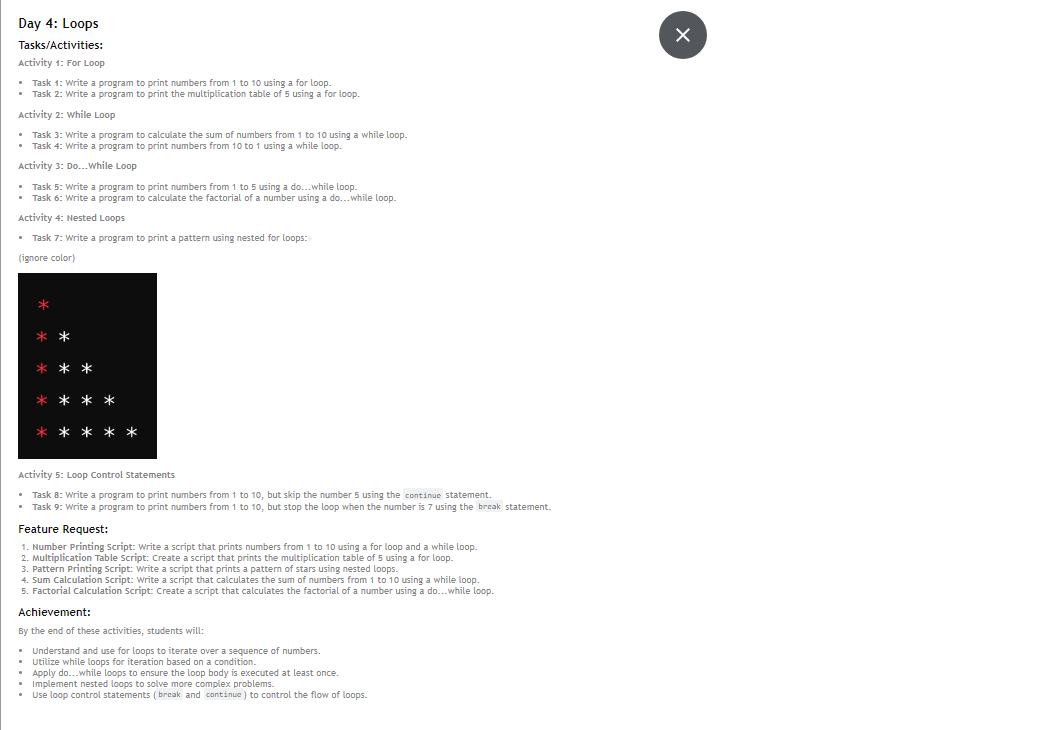 Day 4: Loops
Tasks/Activities:
Activity 1: For Loop
• Task 1: Write a program to print numbers from 1 to 10 using a for loop.
• Task 2: Write a program to print the multiplication table of 5 using a for loop.
Activity 2: While Loop
• Task 3: Write a program to calculate the sum of numbers from 1 to 10 using a while loop.
• Task 4: Write a program to print numbers from 10 to 1 using a while loop.
Activity 3: Do...While Loop
• Task 5: Write a program to print numbers from 1 to 5 using a do...while loop.
• Task 6: Write a program to calculate the factorial of a number using a do...while loop.
Activity 4: Nested Loops
• Task 7: Write a program to print a pattern using nested for loops:
(ignore color)
*
* *
* * *
* * * *
* * * * *
Activity 5: Loop Control Statements
• Task 8: Write a program to print numbers from 1 to 10, but skip the number 5 using the continue statement.
• Task 9: Write a program to print numbers from 1 to 10, but stop the loop when the number is 7 using the break statement.
Feature Request:
1. Number Printing Script: Write a script that prints numbers from 1 to 10 using a for loop and a while loop.
2. Multiplication Table Script: Create a script that prints the multiplication table of 5 using a for loop.
3. Pattern Printing Script: Write a script that prints a pattern of stars using nested loops.
4. Sum Calculation Script: Write a script that calculates the sum of numbers from 1 to 10 using a while loop.
5. Factorial Calculation Script: Create a script that calculates the factorial of a number using a do...while loop.
Achievement:
By the end of these activities, students will:
• Understand and use for loops to iterate over a sequence of numbers.
• Utilize while loops for iteration based on a condition.
• Apply do...while loops to ensure the loop body is executed at least once.
• Implement nested loops to solve more complex problems.
• Use loop control statements (break and continue) to control the flow of loops.